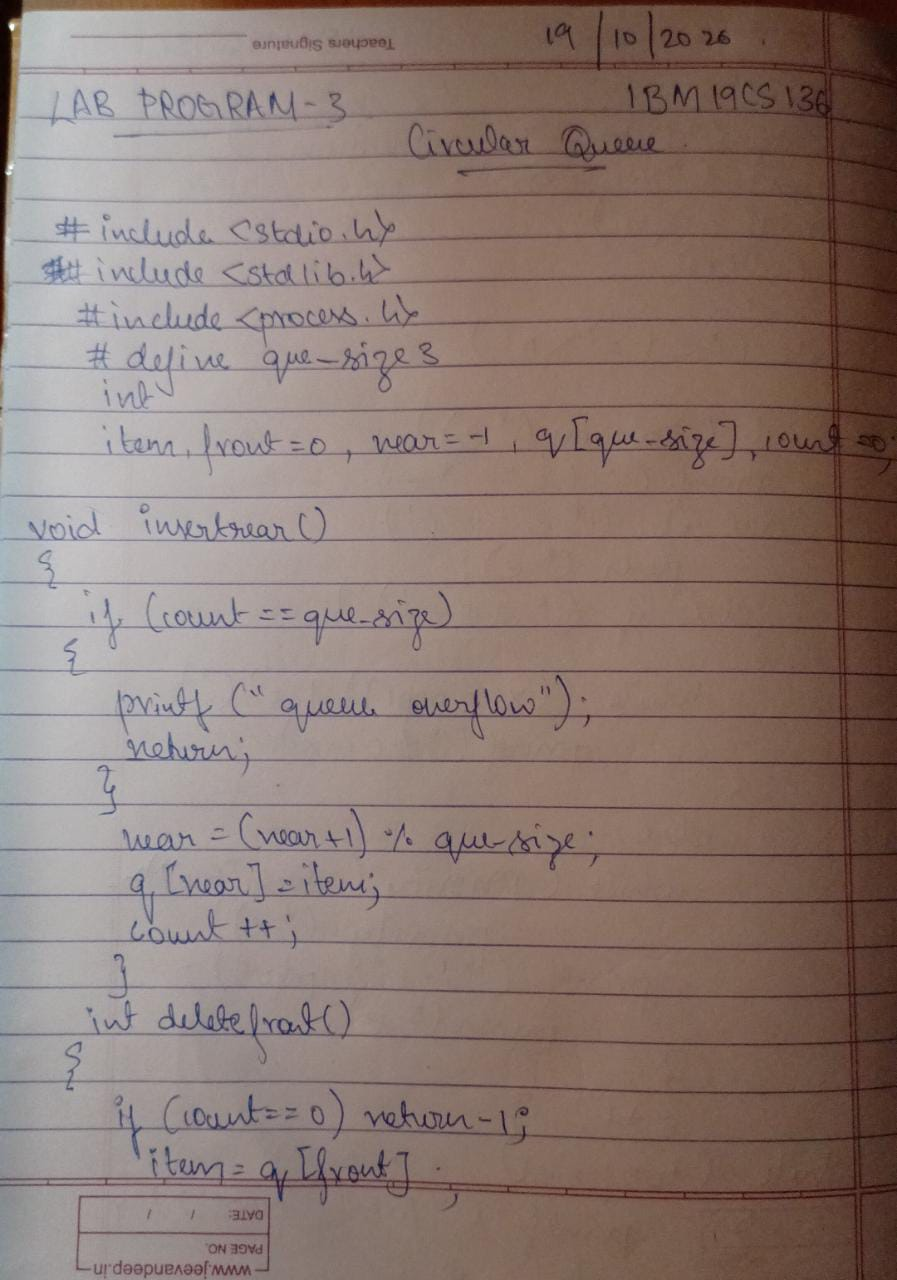 Teachers Signature 19/10/2026.
LAB PROGRAM-3 1BM19CS136
Circular Queue.
# include <stdio.h>
# include <stdlib.h>
# include <process.h>
# define que-size 3
int
item, front=0, rear=-1, q[que-size], count=0;
void insertrear()
{
if (count == que-size)
{
printf ("queue overflow");
return;
}
rear = (rear+1) % que-size;
q[rear]=item;
count ++;
}
int deletefront()
{
if (count==0) return-1;
item= q[front];
DATE: / /
PAGE NO.
www.jeevandeep.in